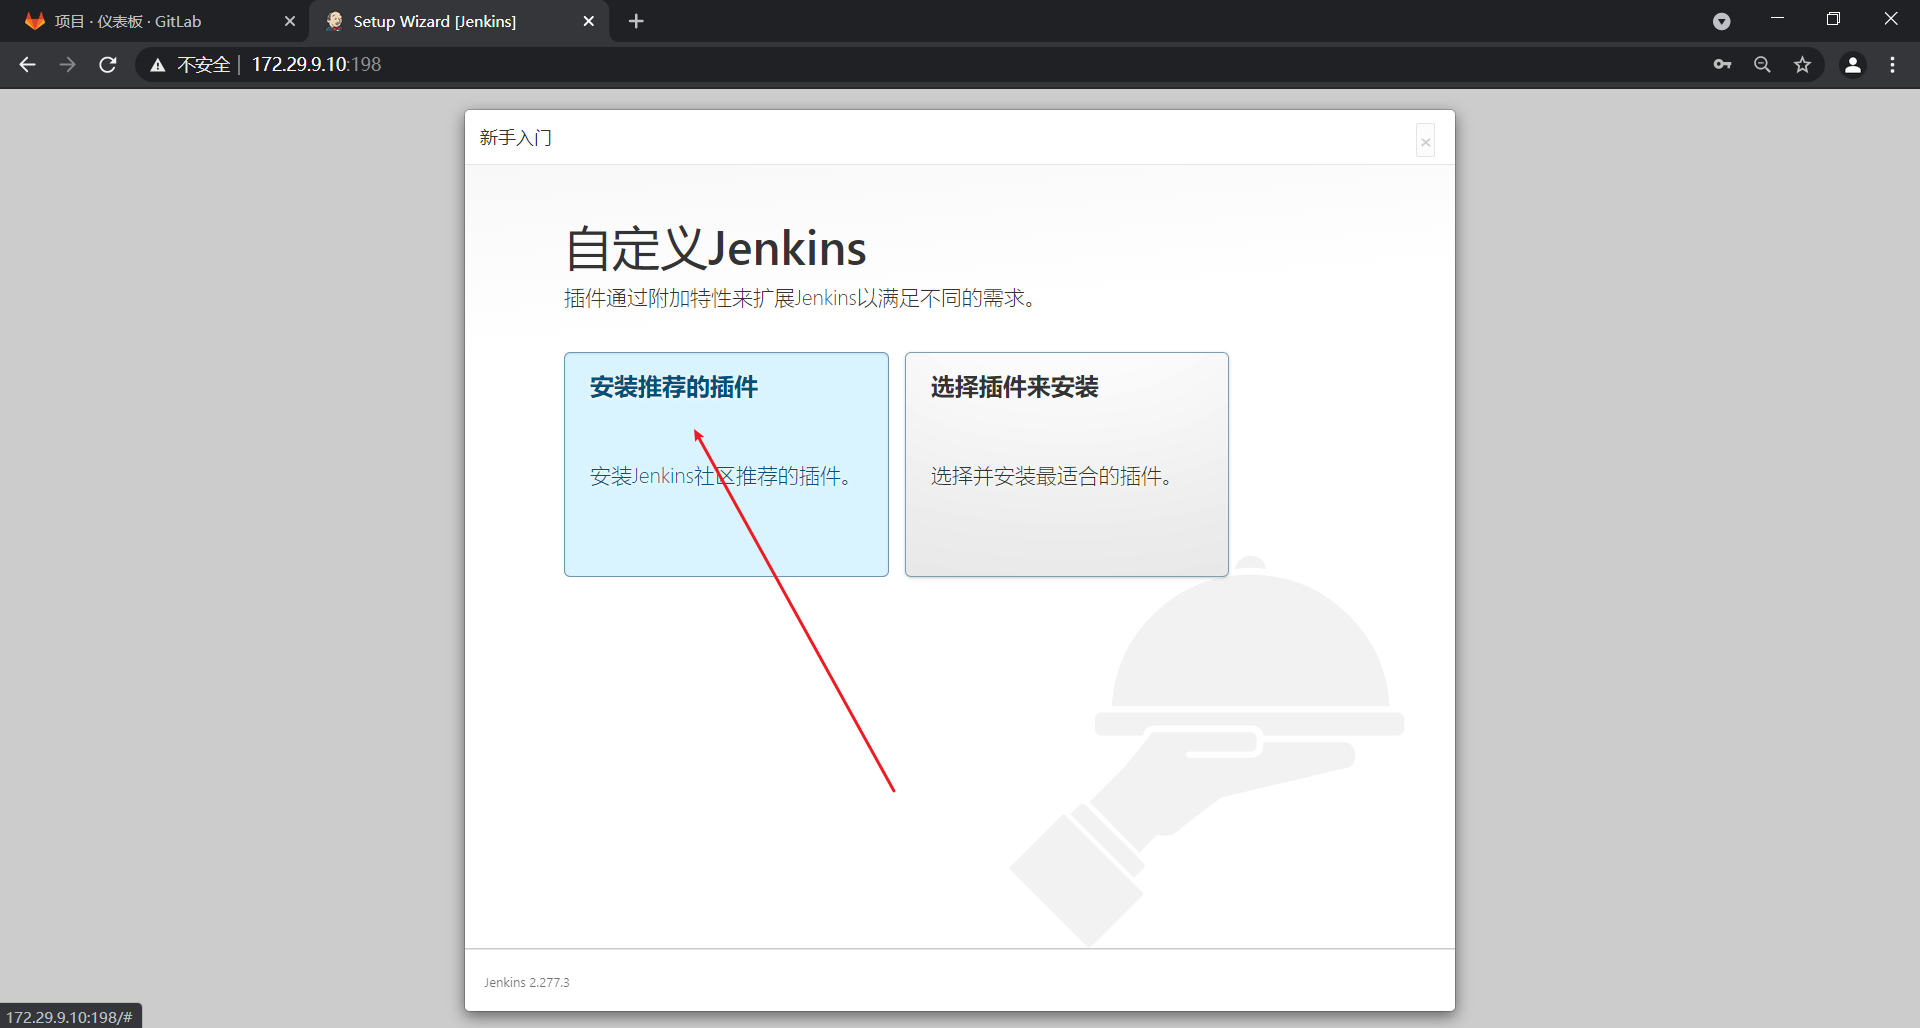 项目 · 仪表板 · GitLab
Setup Wizard [Jenkins]
不安全 | 172.29.9.10:198
新手入门
×
自定义Jenkins
插件通过附加特性来扩展Jenkins以满足不同的需求。
安装推荐的插件
安装Jenkins社区推荐的插件。
选择插件来安装
选择并安装最适合的插件。
Jenkins 2.277.3
172.29.9.10:198/#